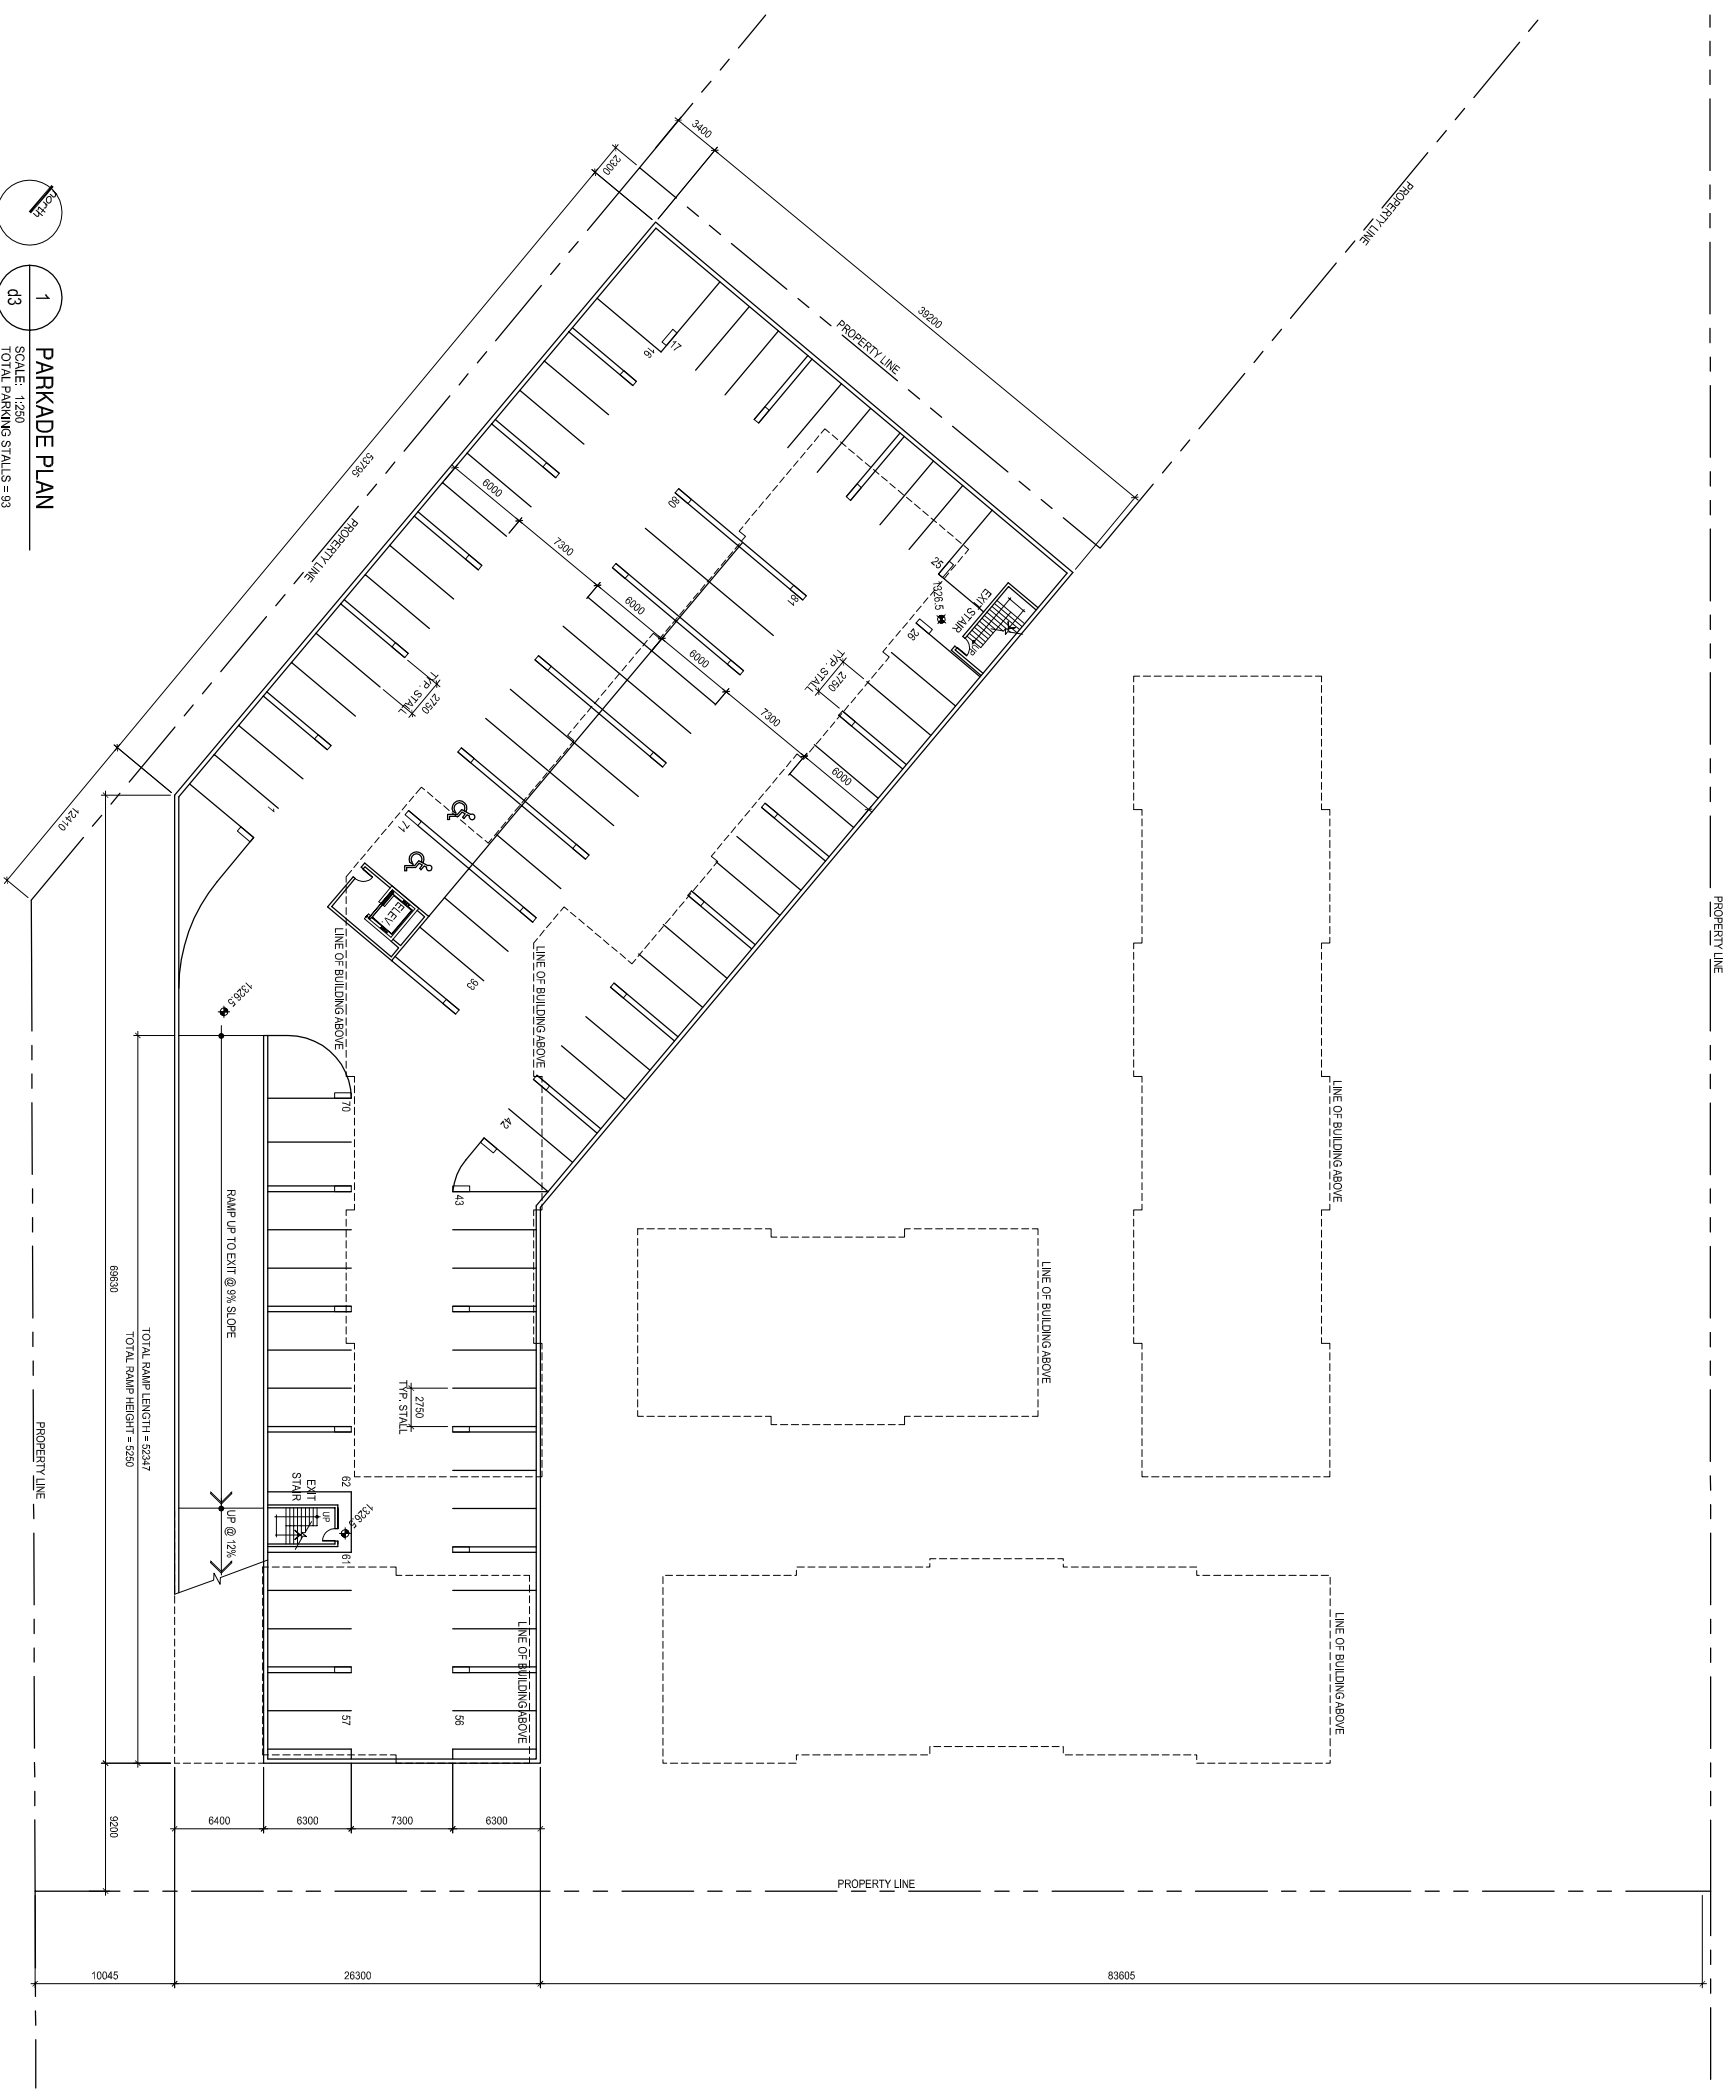 PROPERTY LINE
3400
2300
39200
PROPERTY LINE
PROPERTY LINE
north
1
d3
PARKADE PLAN
SCALE: 1:250
TOTAL PARKING STALLS = 93
16
17
53795
PROPERTY LINE
6000
7300
6000
6000
7300
6000
80
81
25
1326.5
EXIT STAIR
UP
26
2750
TYP. STALL
2750
TYP. STALL
12410
1
71
ELEV.
93
LINE OF BUILDING ABOVE
LINE OF BUILDING ABOVE
PROPERTY LINE
1326.5
70
42
43
LINE OF BUILDING ABOVE
LINE OF BUILDING ABOVE
RAMP UP TO EXIT @ 9% SLOPE
69630
TOTAL RAMP LENGTH = 52347
TOTAL RAMP HEIGHT = 5250
2750
TYP. STALL
PROPERTY LINE
62
EXIT
STAIR
UP
1326.5
61
UP @ 12%
LINE OF BUILDING ABOVE
LINE OF BUILDING ABOVE
57
56
9200
6400
6300
7300
6300
PROPERTY LINE
10045
26300
83605